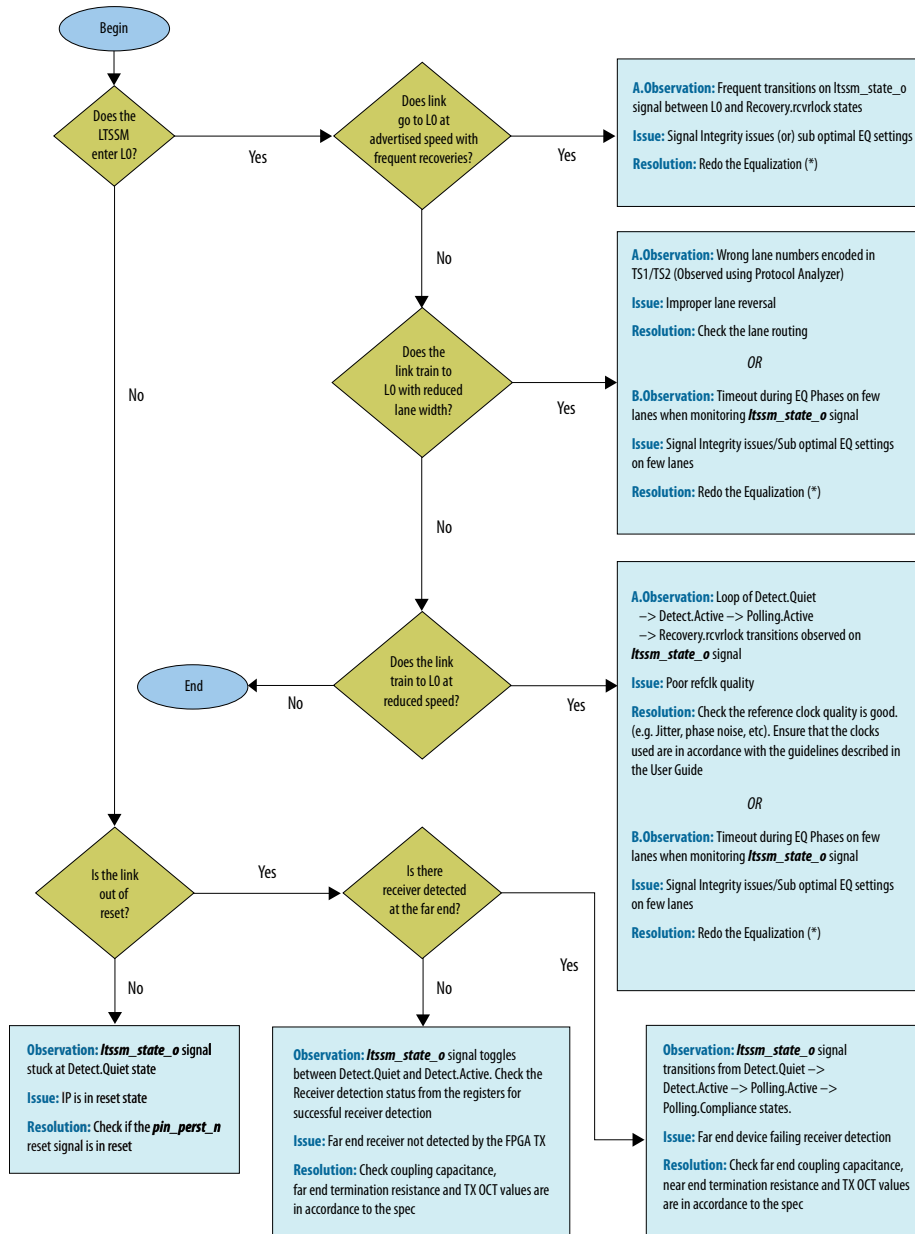 Begin
Does the
LTSSM
enter L0?
Yes
Does link
go to L0 at
advertised speed with
frequent recoveries?
Yes
A.Observation: Frequent transitions on ltssm_state_o
signal between L0 and Recovery.rcvrlock states
Issue: Signal Integrity issues (or) sub optimal EQ settings
Resolution: Redo the Equalization (*)
No
No
Does the
link train to
L0 with reduced
lane width?
Yes
A.Observation: Wrong lane numbers encoded in
TS1/TS2 (Observed using Protocol Analyzer)
Issue: Improper lane reversal
Resolution: Check the lane routing
OR
B.Observation: Timeout during EQ Phases on few
lanes when monitoring ltssm_state_o signal
Issue: Signal Integrity issues/Sub optimal EQ settings
on few lanes
Resolution: Redo the Equalization (*)
No
Does the link
train to L0 at
reduced speed?
No
End
Yes
A.Observation: Loop of Detect.Quiet
–> Detect.Active –> Polling.Active
–> Recovery.rcvrlock transitions observed on
ltssm_state_o signal
Issue: Poor refclk quality
Resolution: Check the reference clock quality is good.
(e.g. Jitter, phase noise, etc). Ensure that the clocks
used are in accordance with the guidelines described in
the User Guide
OR
B.Observation: Timeout during EQ Phases on few
lanes when monitoring ltssm_state_o signal
Issue: Signal Integrity issues/Sub optimal EQ settings
on few lanes
Resolution: Redo the Equalization (*)
Is the link
out of
reset?
Yes
Is there
receiver detected
at the far end?
Yes
No
No
Observation: ltssm_state_o signal
stuck at Detect.Quiet state
Issue: IP is in reset state
Resolution: Check if the pin_perst_n
reset signal is in reset
Observation: ltssm_state_o signal toggles
between Detect.Quiet and Detect.Active. Check the
Receiver detection status from the registers for
successful receiver detection
Issue: Far end receiver not detected by the FPGA TX
Resolution: Check coupling capacitance,
far end termination resistance and TX OCT values are
in accordance to the spec
Observation: ltssm_state_o signal
transitions from Detect.Quiet –>
Detect.Active –> Polling.Active –>
Polling.Compliance states.
Issue: Far end device failing receiver detection
Resolution: Check far end coupling capacitance,
near end termination resistance and TX OCT values
are in accordance to the spec